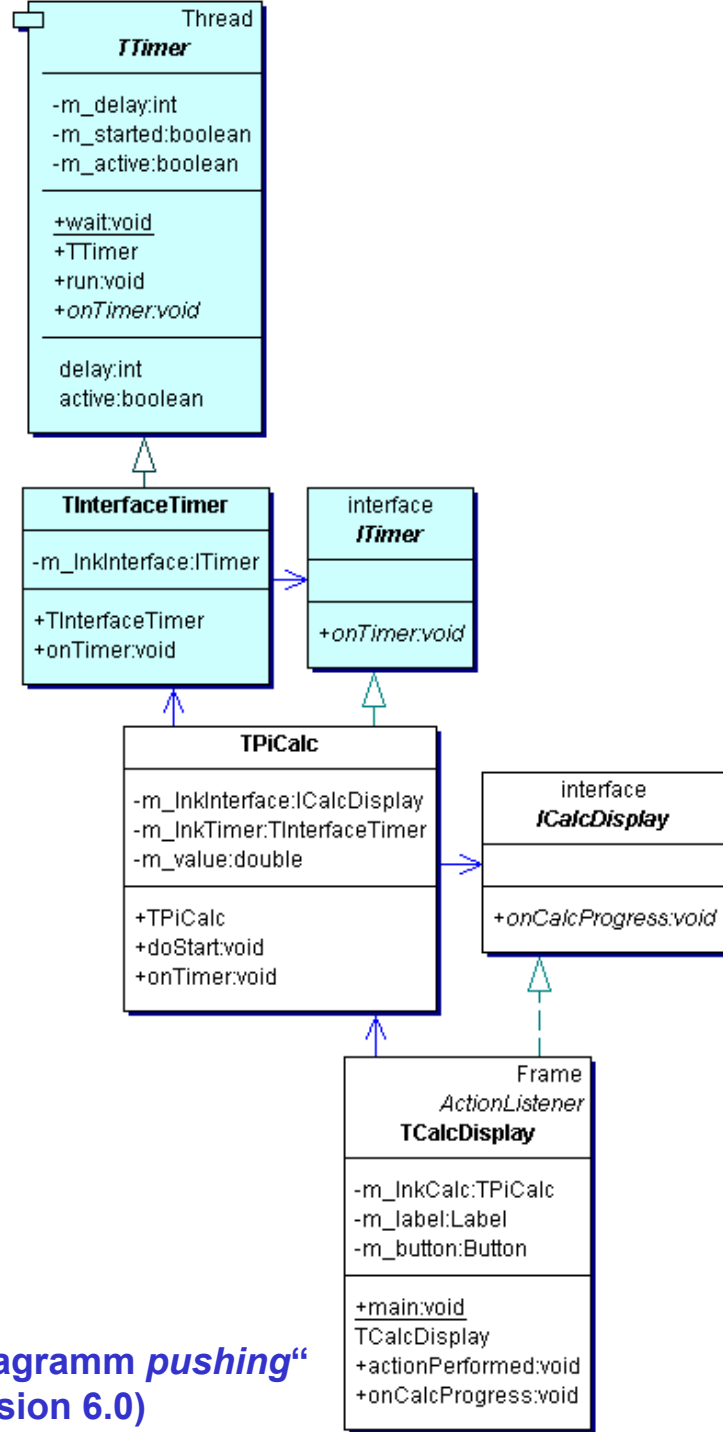 Thread
TTimer
-m_delay:int
-m_started:boolean
-m_active:boolean
+wait:void
+TTimer
+run:void
+onTimer:void
delay:int
active:boolean
TInterfaceTimer
-m_lnkInterface:ITimer
+TInterfaceTimer
+onTimer:void
interface
ITimer
+onTimer:void
TPiCalc
-m_lnkInterface:ICalcDisplay
-m_lnkTimer:TInterfaceTimer
-m_value:double
+TPiCalc
+doStart:void
+onTimer:void
interface
ICalcDisplay
+onCalcProgress:void
Frame
ActionListener
TCalcDisplay
-m_lnkCalc:TPiCalc
-m_label:Label
-m_button:Button
+main:void
TCalcDisplay
+actionPerformed:void
+onCalcProgress:void
agramm pushing“
sion 6.0)